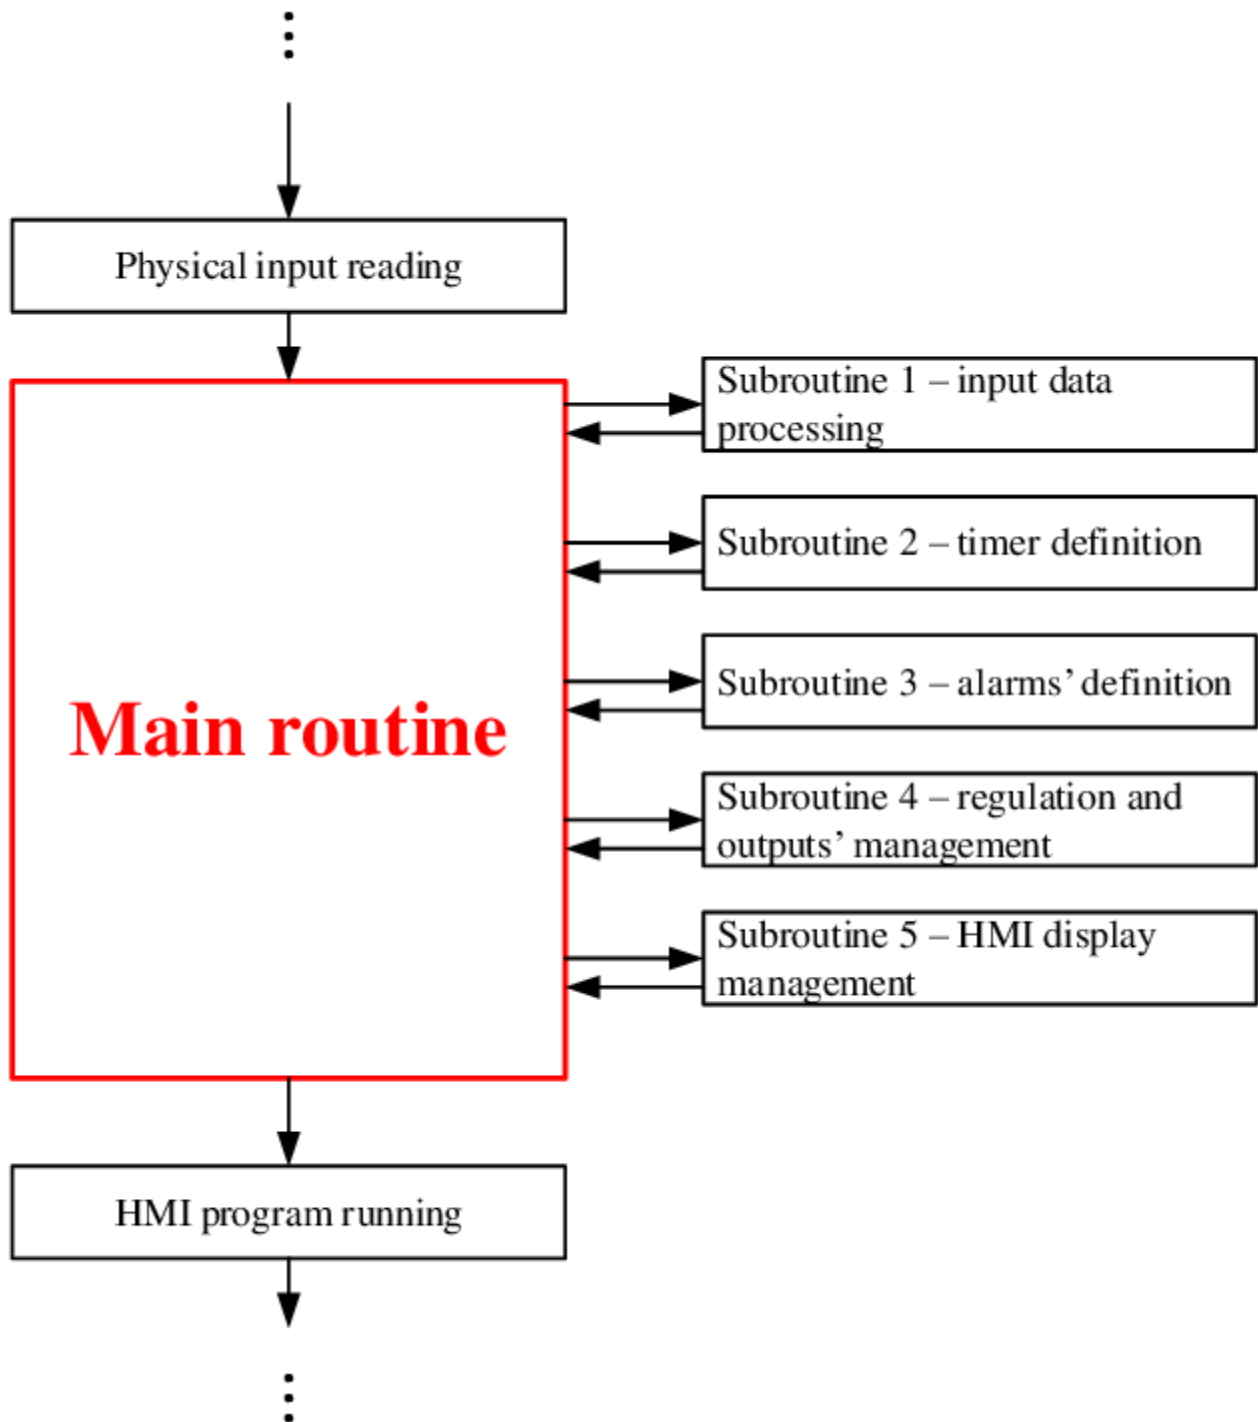 Physical input reading
Subroutine 1 – input data
processing
Subroutine 2 – timer definition
Subroutine 3 – alarms’ definition
Main routine
Subroutine 4 – regulation and
outputs’ management
Subroutine 5 – HMI display
management
HMI program running